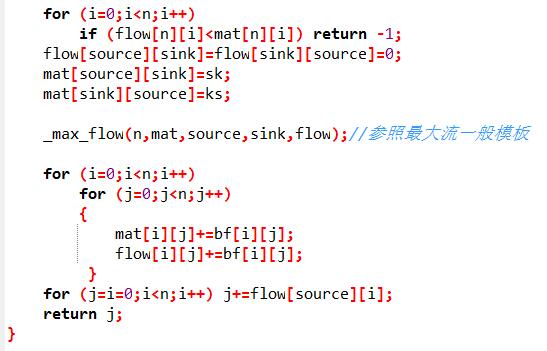 for (i=0;i<n;i++)
if (flow[n][i]<mat[n][i]) return -1;
flow[source][sink]=flow[sink][source]=0;
mat[source][sink]=sk;
mat[sink][source]=ks;
_max_flow(n,mat,source,sink,flow);//参照最大流一般模板
for (i=0;i<n;i++)
for (j=0;j<n;j++)
{
mat[i][j]+=bf[i][j];
flow[i][j]+=bf[i][j];
}
for (j=i=0;i<n;i++) j+=flow[source][i];
return j;
}